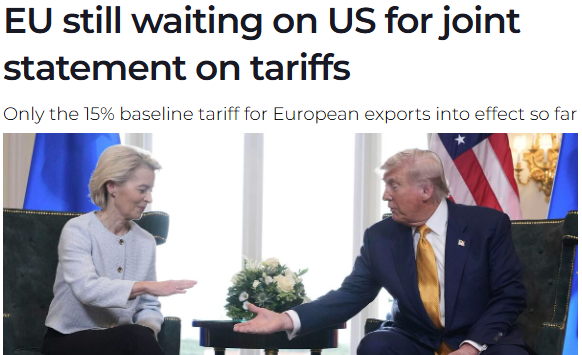 EU still waiting on US for joint
statement on tariffs
Only the 15% baseline tariff for European exports into effect so far